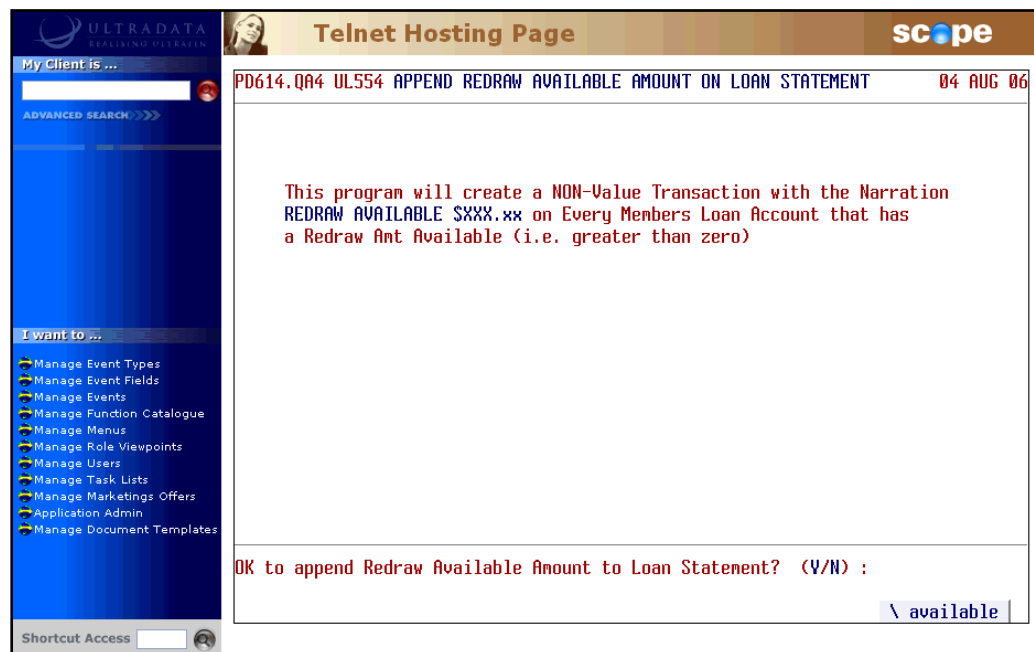 ULTRADATA
REALISING ULTRAFIN
Telnet Hosting Page
scope
My Client is ...
ADVANCED SEARCH
PD614.QA4 UL554 APPEND REDRAW AVAILABLE AMOUNT ON LOAN STATEMENT 04 AUG 06
This program will create a NON-Value Transaction with the Narration
REDRAW AVAILABLE $XXX.xx on Every Members Loan Account that has
a Redraw Amt Available (i.e. greater than zero)
I want to ...
Manage Event Types
Manage Event Fields
Manage Events
Manage Function Catalogue
Manage Menus
Manage Role Viewpoints
Manage Users
Manage Task Lists
Manage Marketings Offers
Application Admin
Manage Document Templates
OK to append Redraw Available Amount to Loan Statement? (Y/N) :
\ available
Shortcut Access